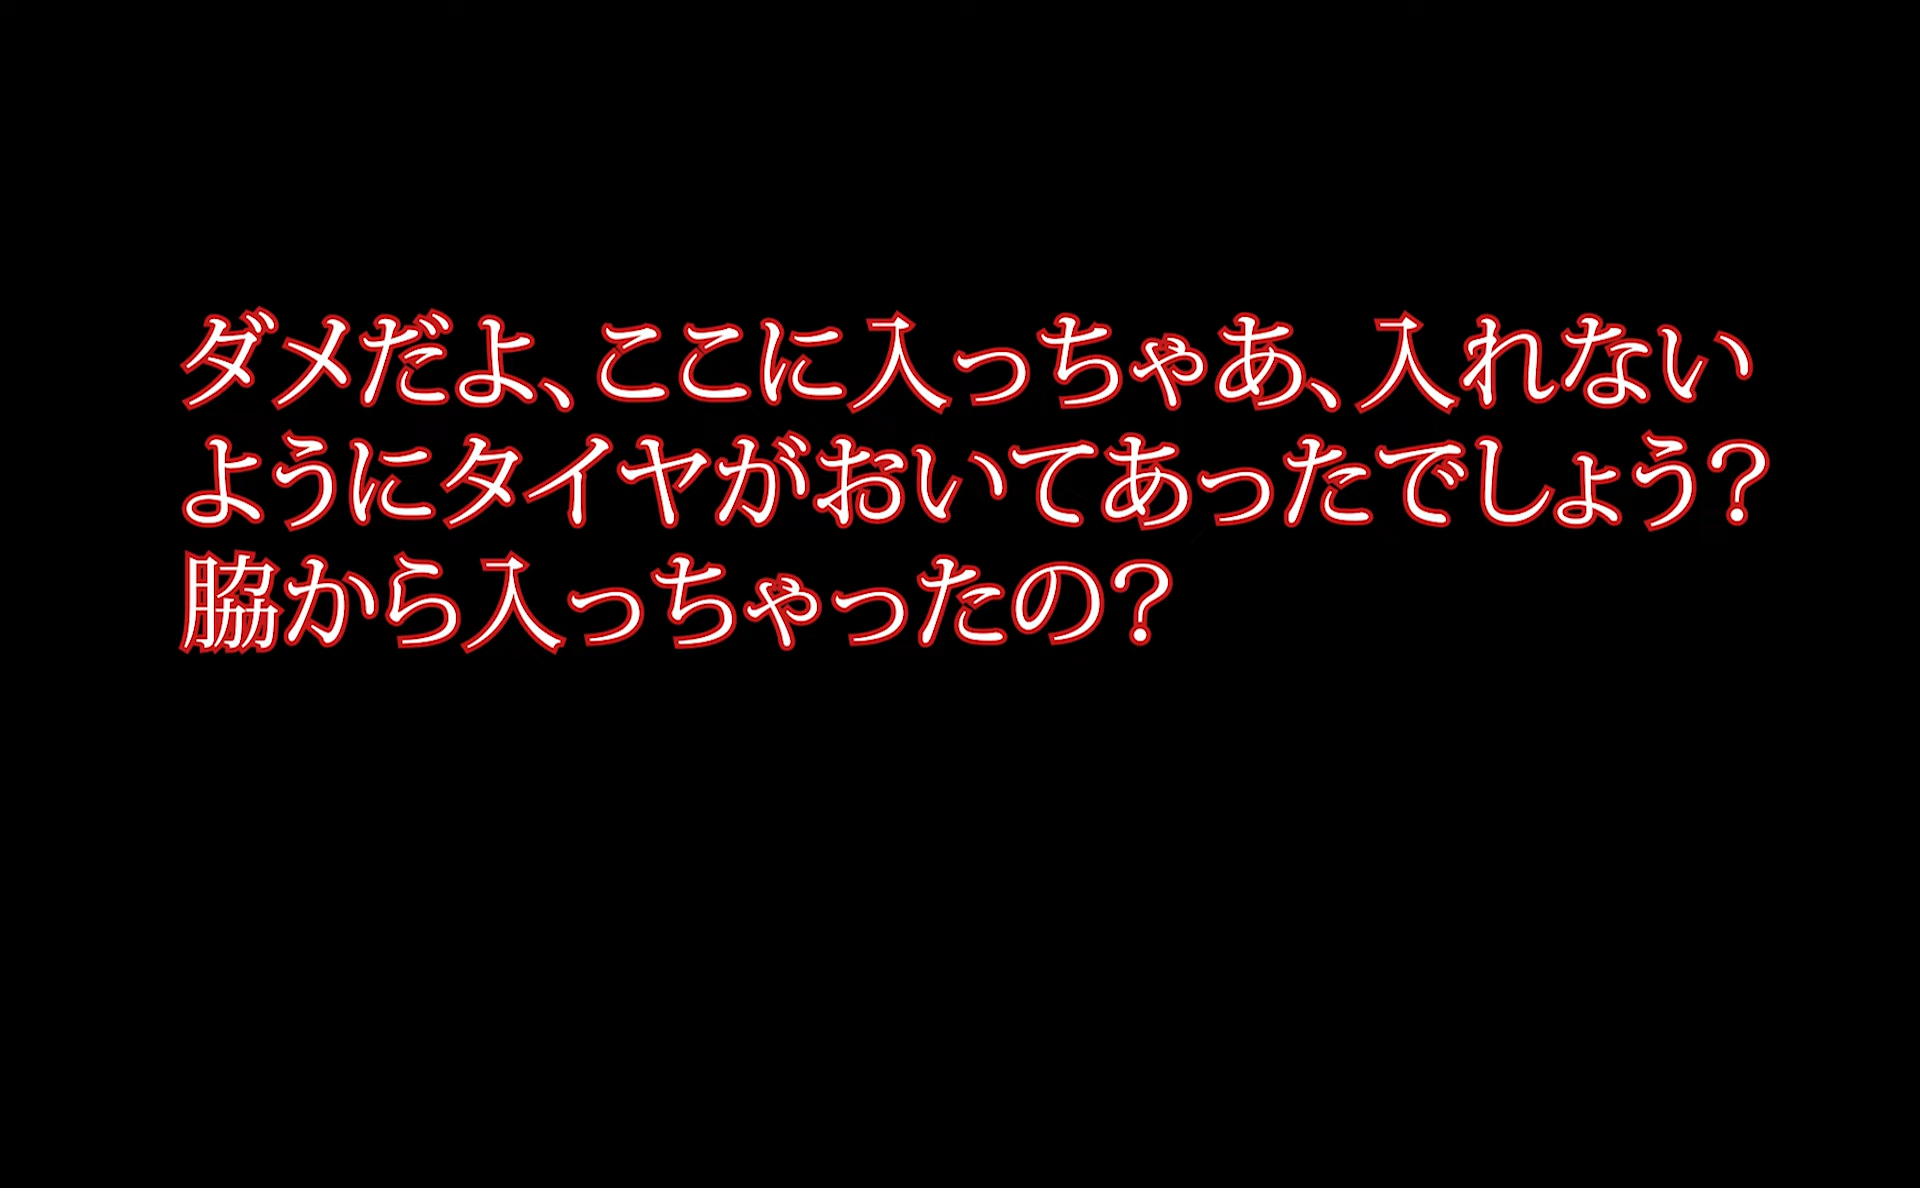 ダメだよ、ここに入っちゃあ、入れない
ようにタイヤがおいてあったでしょう？
脇から入っちゃったの？